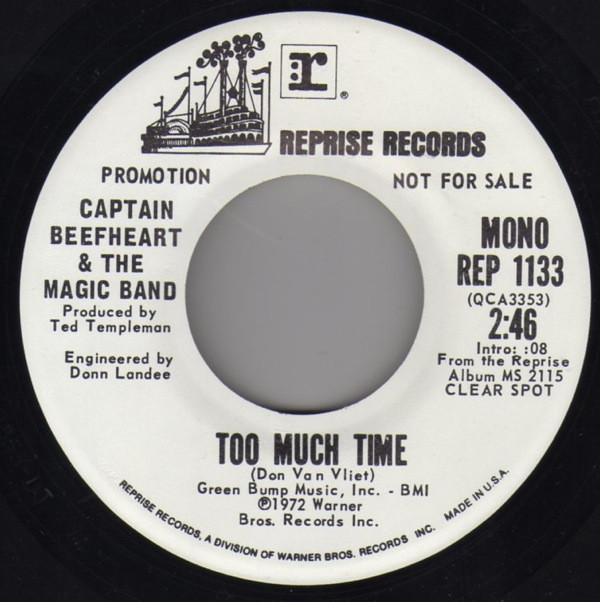 r
®
REPRISE RECORDS
PROMOTION
NOT FOR SALE
CAPTAIN
BEEFHEART
& THE
MAGIC BAND
Produced by
Ted Templeman
Engineered by
Donn Landee
MONO
REP 1133
(QCA3353)
2:46
Intro: :08
From the Reprise
Album MS 2115
CLEAR SPOT
TOO MUCH TIME
(Don Van Vliet)
Green Bump Music, Inc. - BMI
℗1972 Warner
Bros. Records Inc.
REPRISE RECORDS, A DIVISION OF WARNER BROS. RECORDS INC. MADE IN U.S.A.